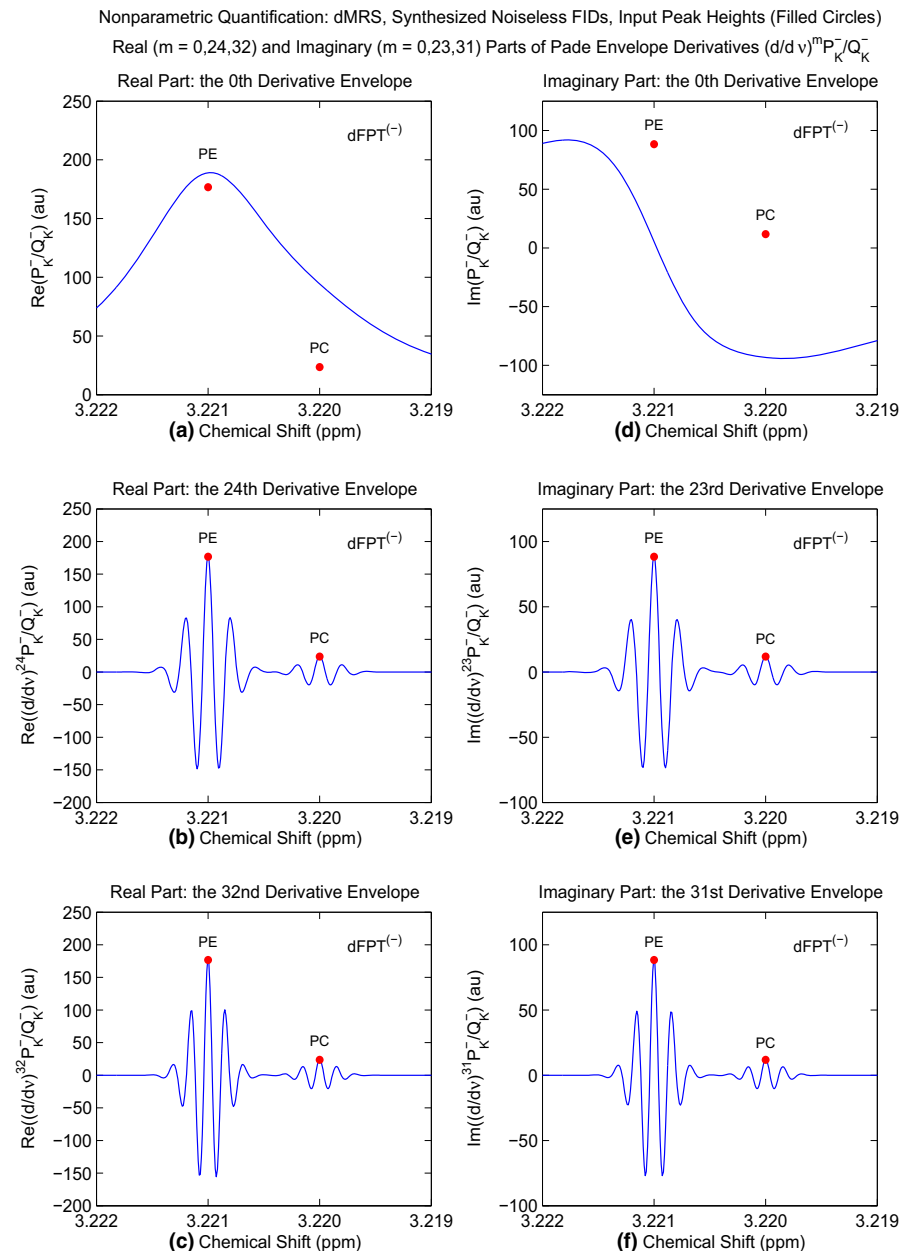 Nonparametric Quantification: dMRS, Synthesized Noiseless FIDs, Input Peak Heights (Filled Circles)
Real (m = 0,24,32) and Imaginary (m = 0,23,31) Parts of Pade Envelope Derivatives (d/d ν)^m P_K^-/Q_K^-
Real Part: the 0th Derivative Envelope
250
200
150
100
50
0
Re(P_K^-/Q_K^-) (au)
dFPT^(-)
PE
PC
3.222 3.221 3.220 3.219
(a) Chemical Shift (ppm)
Imaginary Part: the 0th Derivative Envelope
100
50
0
−50
−100
Im(P_K^-/Q_K^-) (au)
dFPT^(-)
PE
PC
3.222 3.221 3.220 3.219
(d) Chemical Shift (ppm)
Real Part: the 24th Derivative Envelope
250
200
150
100
50
0
−50
−100
−150
−200
Re((d/dν)^24 P_K^-/Q_K^-) (au)
dFPT^(-)
PE
PC
3.222 3.221 3.220 3.219
(b) Chemical Shift (ppm)
Imaginary Part: the 23rd Derivative Envelope
100
50
0
−50
−100
Im((d/dν)^23 P_K^-/Q_K^-) (au)
dFPT^(-)
PE
PC
3.222 3.221 3.220 3.219
(e) Chemical Shift (ppm)
Real Part: the 32nd Derivative Envelope
250
200
150
100
50
0
−50
−100
−150
−200
Re((d/dν)^32 P_K^-/Q_K^-) (au)
dFPT^(-)
PE
PC
3.222 3.221 3.220 3.219
(c) Chemical Shift (ppm)
Imaginary Part: the 31st Derivative Envelope
100
50
0
−50
−100
Im((d/dν)^31 P_K^-/Q_K^-) (au)
dFPT^(-)
PE
PC
3.222 3.221 3.220 3.219
(f) Chemical Shift (ppm)